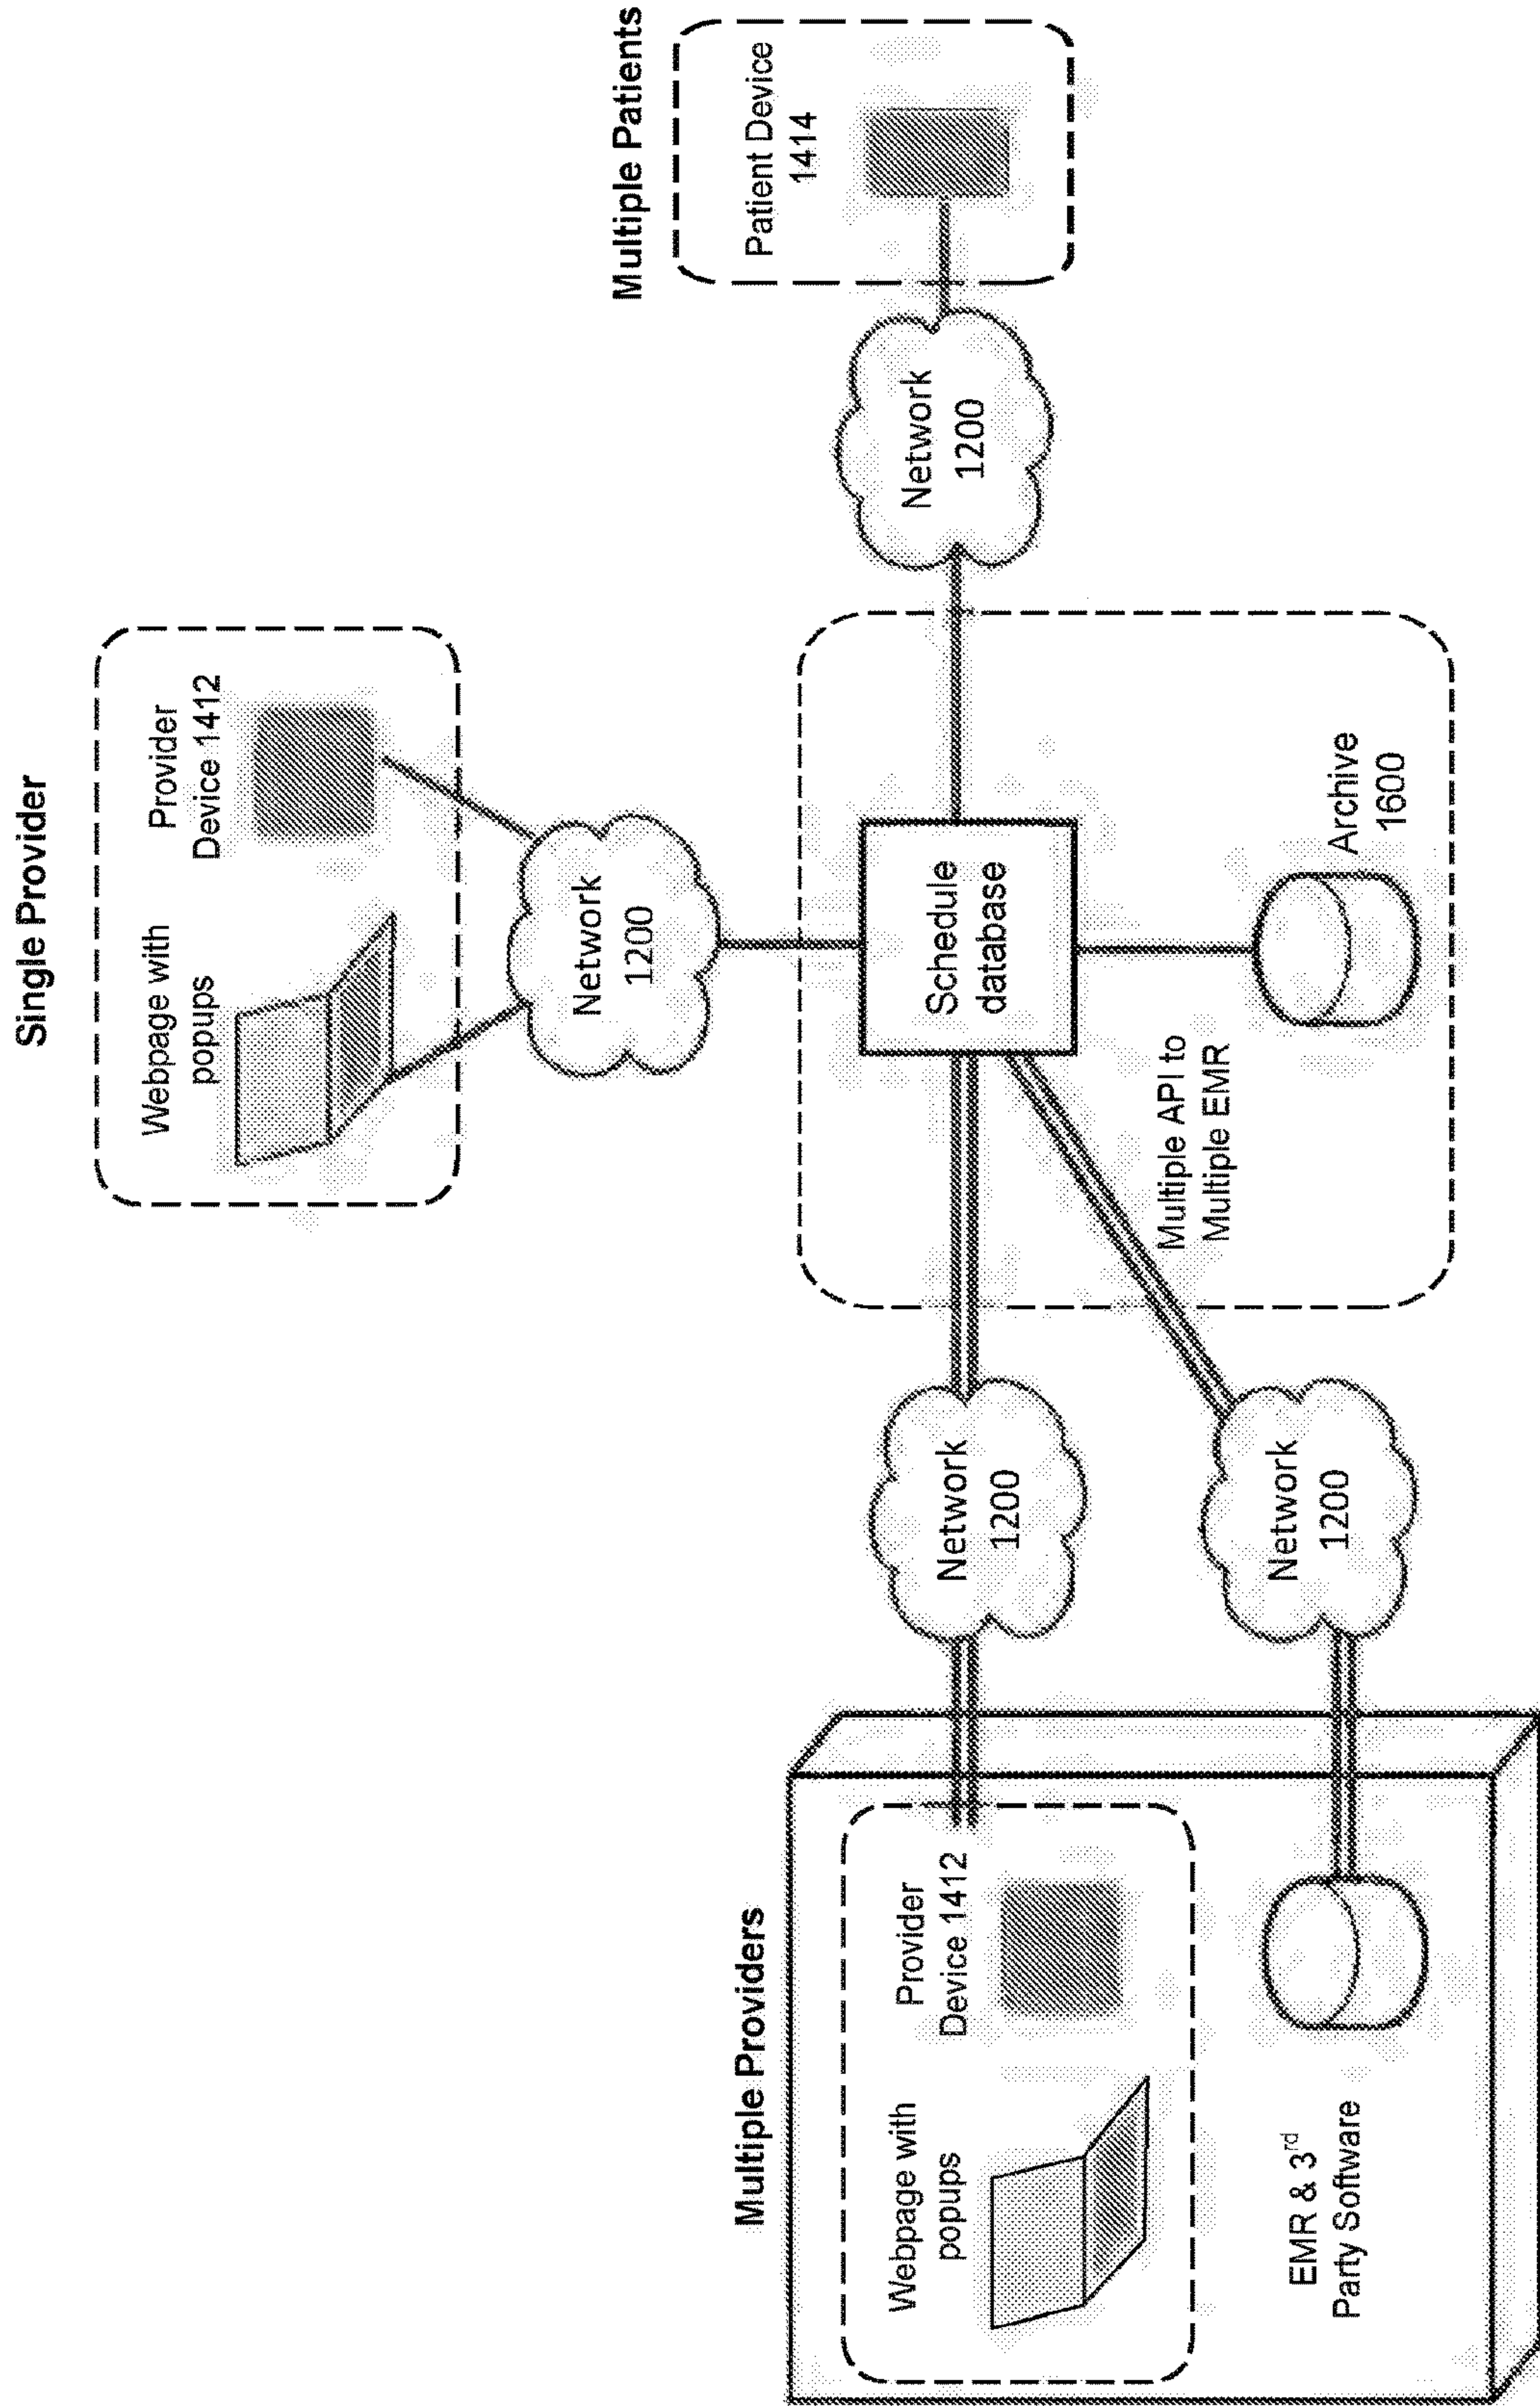 Single Provider
Webpage with
popups
Provider
Device 1412
Network
1200
Multiple Patients
Patient Device
1414
Network
1200
Schedule
database
Multiple API to
Multiple EMR
Archive
1600
Network
1200
Network
1200
Multiple Providers
Webpage with
popups
Provider
Device 1412
EMR & 3rd
Party Software